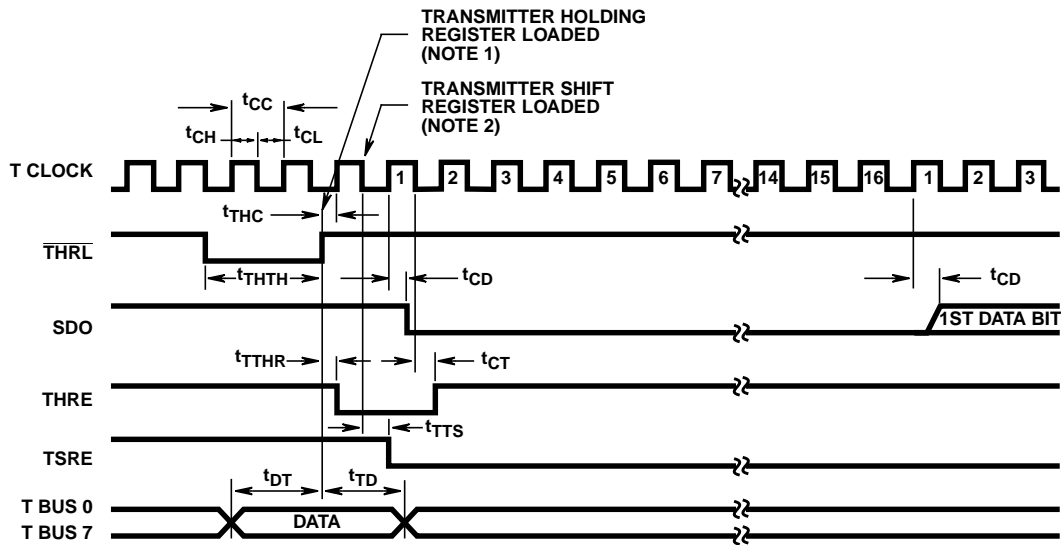 TRANSMITTER HOLDING
REGISTER LOADED
(NOTE 1)
TRANSMITTER SHIFT
REGISTER LOADED
(NOTE 2)
tCC
tCH
tCL
T CLOCK
1
2
3
4
5
6
7
14
15
16
1
2
3
tTHC
THRL
tTHTH
tCD
tCD
SDO
1ST DATA BIT
tTTHR
tCT
THRE
tTTS
TSRE
tDT
tTD
T BUS 0
DATA
T BUS 7